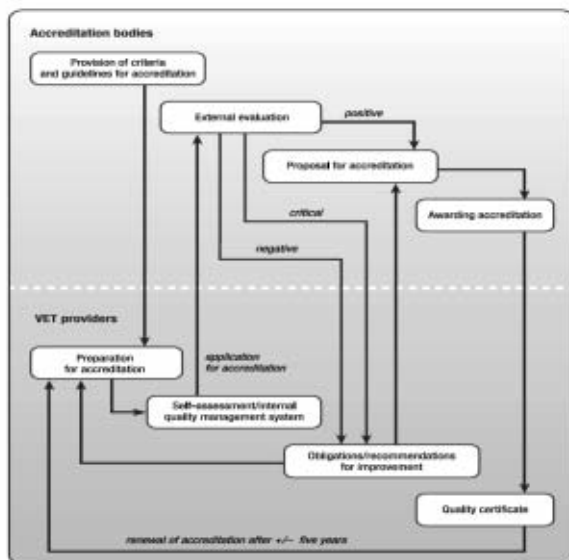 Accreditation bodies
Provision of criteria
and guidelines for accreditation
External evaluation
positive
Proposal for accreditation
Awarding accreditation
critical
negative
VET providers
Preparation
for accreditation
application
for accreditation
Self-assessment/internal
quality management system
Obligations/recommendations
for improvement
Quality certificate
renewal of accreditation after +/– five years